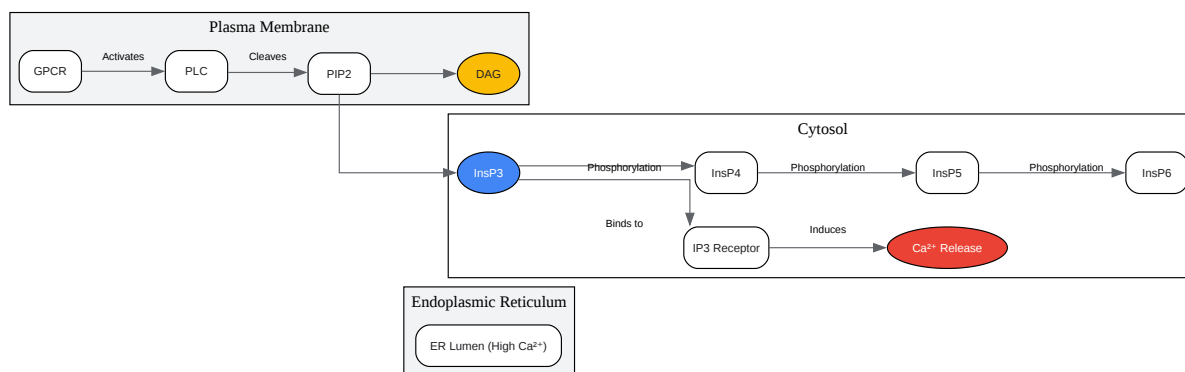 Plasma Membrane
GPCR
Activates
PLC
Cleaves
PIP2
DAG
Cytosol
InsP3
Phosphorylation
InsP4
Phosphorylation
InsP5
Phosphorylation
InsP6
Binds to
IP3 Receptor
Induces
Ca²⁺ Release
Endoplasmic Reticulum
ER Lumen (High Ca²⁺)